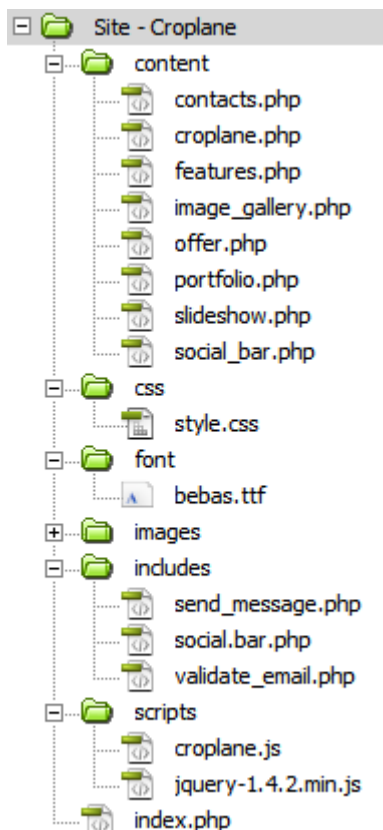 Site - Croplane
content
contacts.php
croplane.php
features.php
image_gallery.php
offer.php
portfolio.php
slideshow.php
social_bar.php
css
style.css
font
bebas.ttf
images
includes
send_message.php
social.bar.php
validate_email.php
scripts
croplane.js
jquery-1.4.2.min.js
index.php